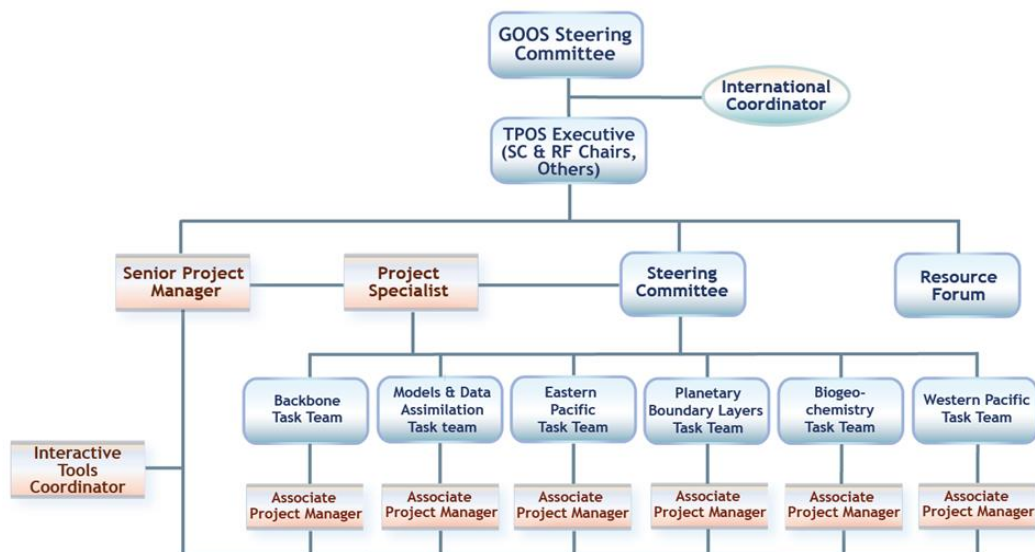 GOOS Steering
Committee
International
Coordinator
TPOS Executive
(SC & RF Chairs,
Others)
Senior Project
Manager
Project
Specialist
Steering
Committee
Resource
Forum
Backbone
Task Team
Models & Data
Assimilation
Task team
Eastern
Pacific
Task Team
Planetary
Boundary Layers
Task Team
Biogeo-
chemistry
Task Team
Western Pacific
Task Team
Interactive
Tools
Coordinator
Associate
Project Manager
Associate
Project Manager
Associate
Project Manager
Associate
Project Manager
Associate
Project Manager
Associate
Project Manager